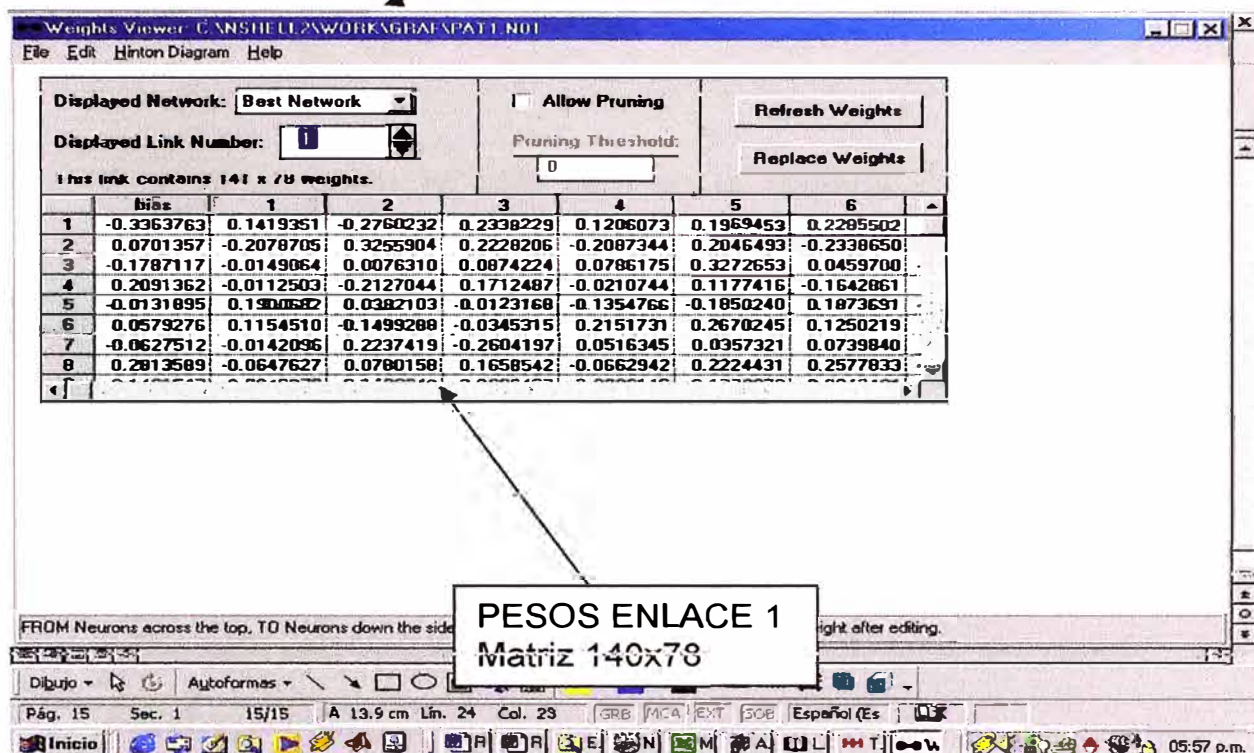 Weights Viewer C:\NSHELL2\WORK\GRAF\PAT1.N01
File Edit Hinton Diagram Help
Displayed Network: Best Network
Allow Pruning
Refresh Weights
Displayed Link Number: 1
Pruning Threshold:
0
Replace Weights
This link contains 141 x 78 weights.
bias 1 2 3 4 5 6
1 -0.3363763 0.1419351 -0.2760232 0.2338229 0.1206073 0.1969453 0.2285502
2 0.0701357 -0.2078705 0.3255904 0.2228206 -0.2087344 0.2046493 -0.2338650
3 -0.1787117 -0.0149064 0.0076310 0.0874224 0.0786175 0.3272653 0.0459700
4 0.2091362 -0.0112503 -0.2127044 0.1712487 -0.0210744 0.1177416 -0.1642861
5 -0.0131895 0.0382103 -0.0123168 -0.1354766 -0.1850240 0.1873691
6 0.0579276 0.1154510 -0.1499288 -0.0345315 0.2151731 0.2670245 0.1250219
7 -0.0627512 -0.0142096 0.2237419 -0.2604197 0.0516345 0.0357321 0.0739840
8 0.2813589 -0.0647627 0.0780158 0.1658542 -0.0662942 0.2224431 0.2577833
PESOS ENLACE 1
Matriz 140x78
FROM Neurons across the top, TO Neurons down the side ight after editing.
Dibujo Autoformas
Pág. 15 Sec. 1 15/15 A 13.9 cm Lín. 24 Col. 23 GRB MCA EXT SOB Español (Es
Inicio R R E N M A L T W 05:57 p.m.